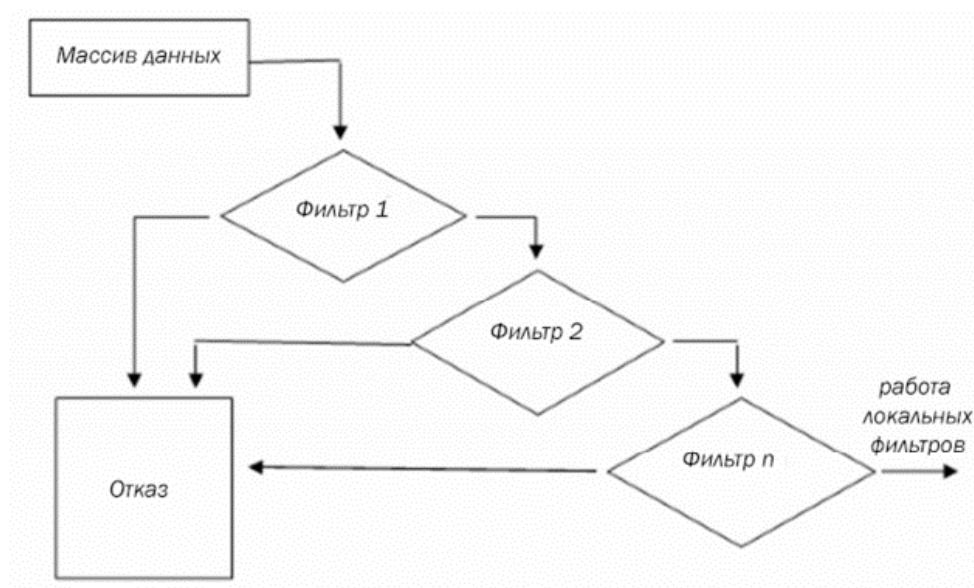 Массив данных
Фильтр 1
Фильтр 2
работа
локальных
фильтров
Фильтр n
Отказ